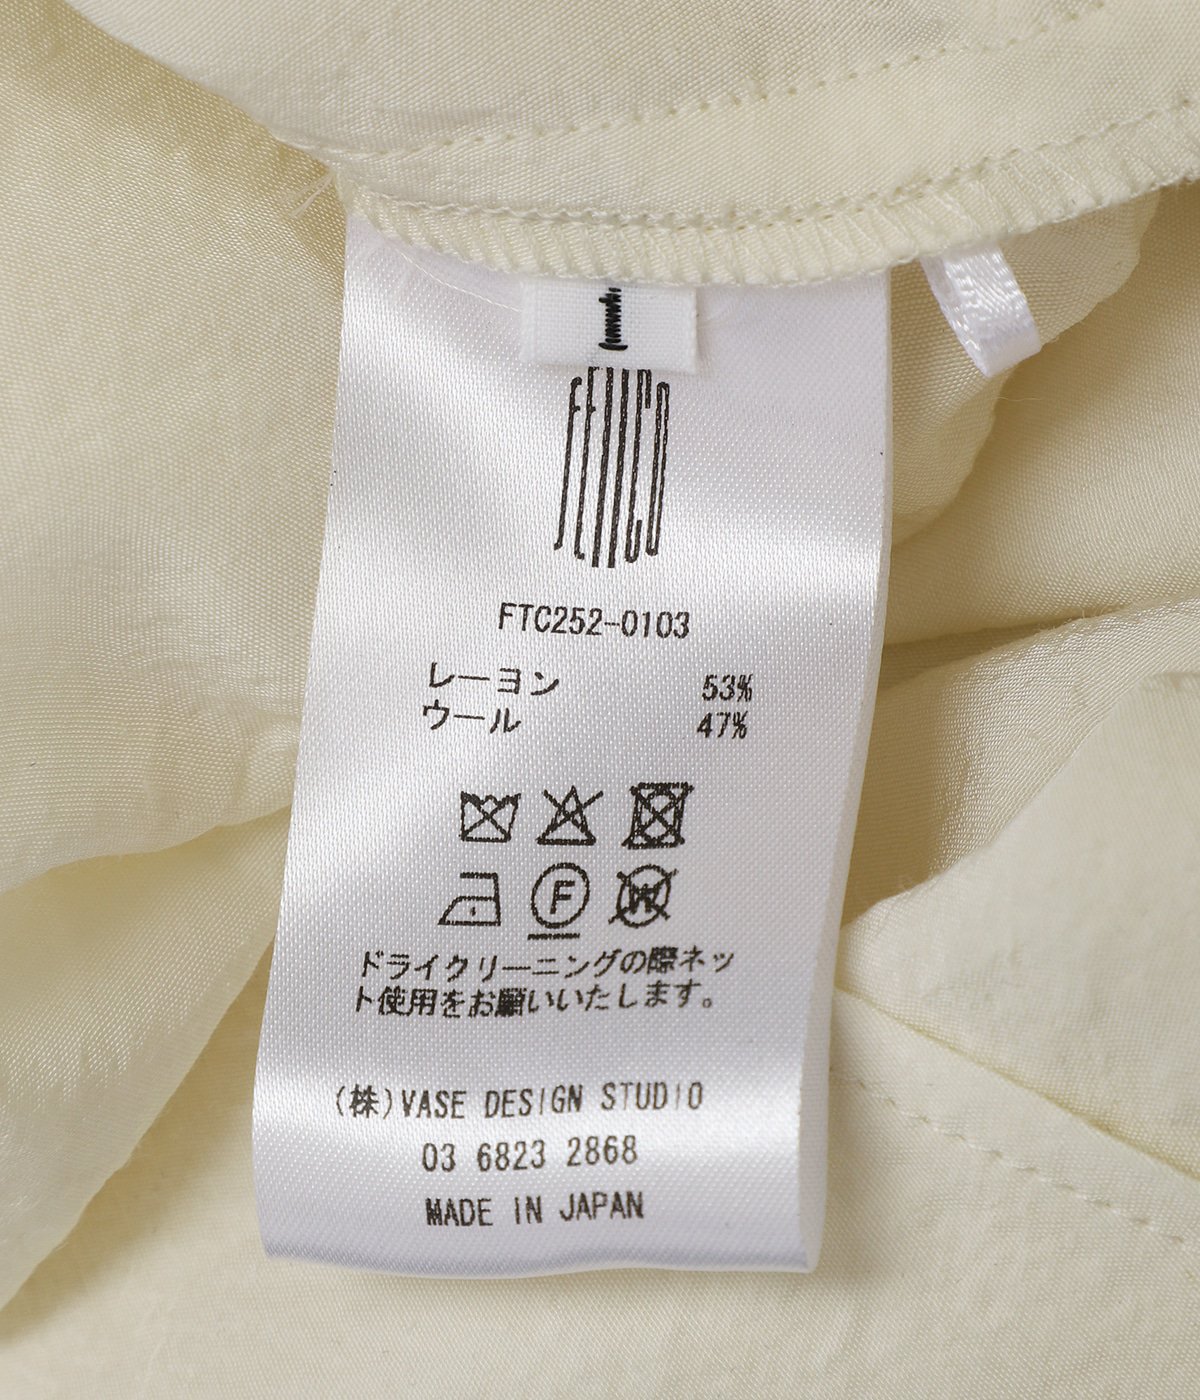 1
FTC252-0103
レーヨン 53%
ウール 47%
F
W
ドライクリーニングの際ネッ
ト使用をお願いいたします。
(株)VASE DESIGN STUDIO
03 6823 2868
MADE IN JAPAN